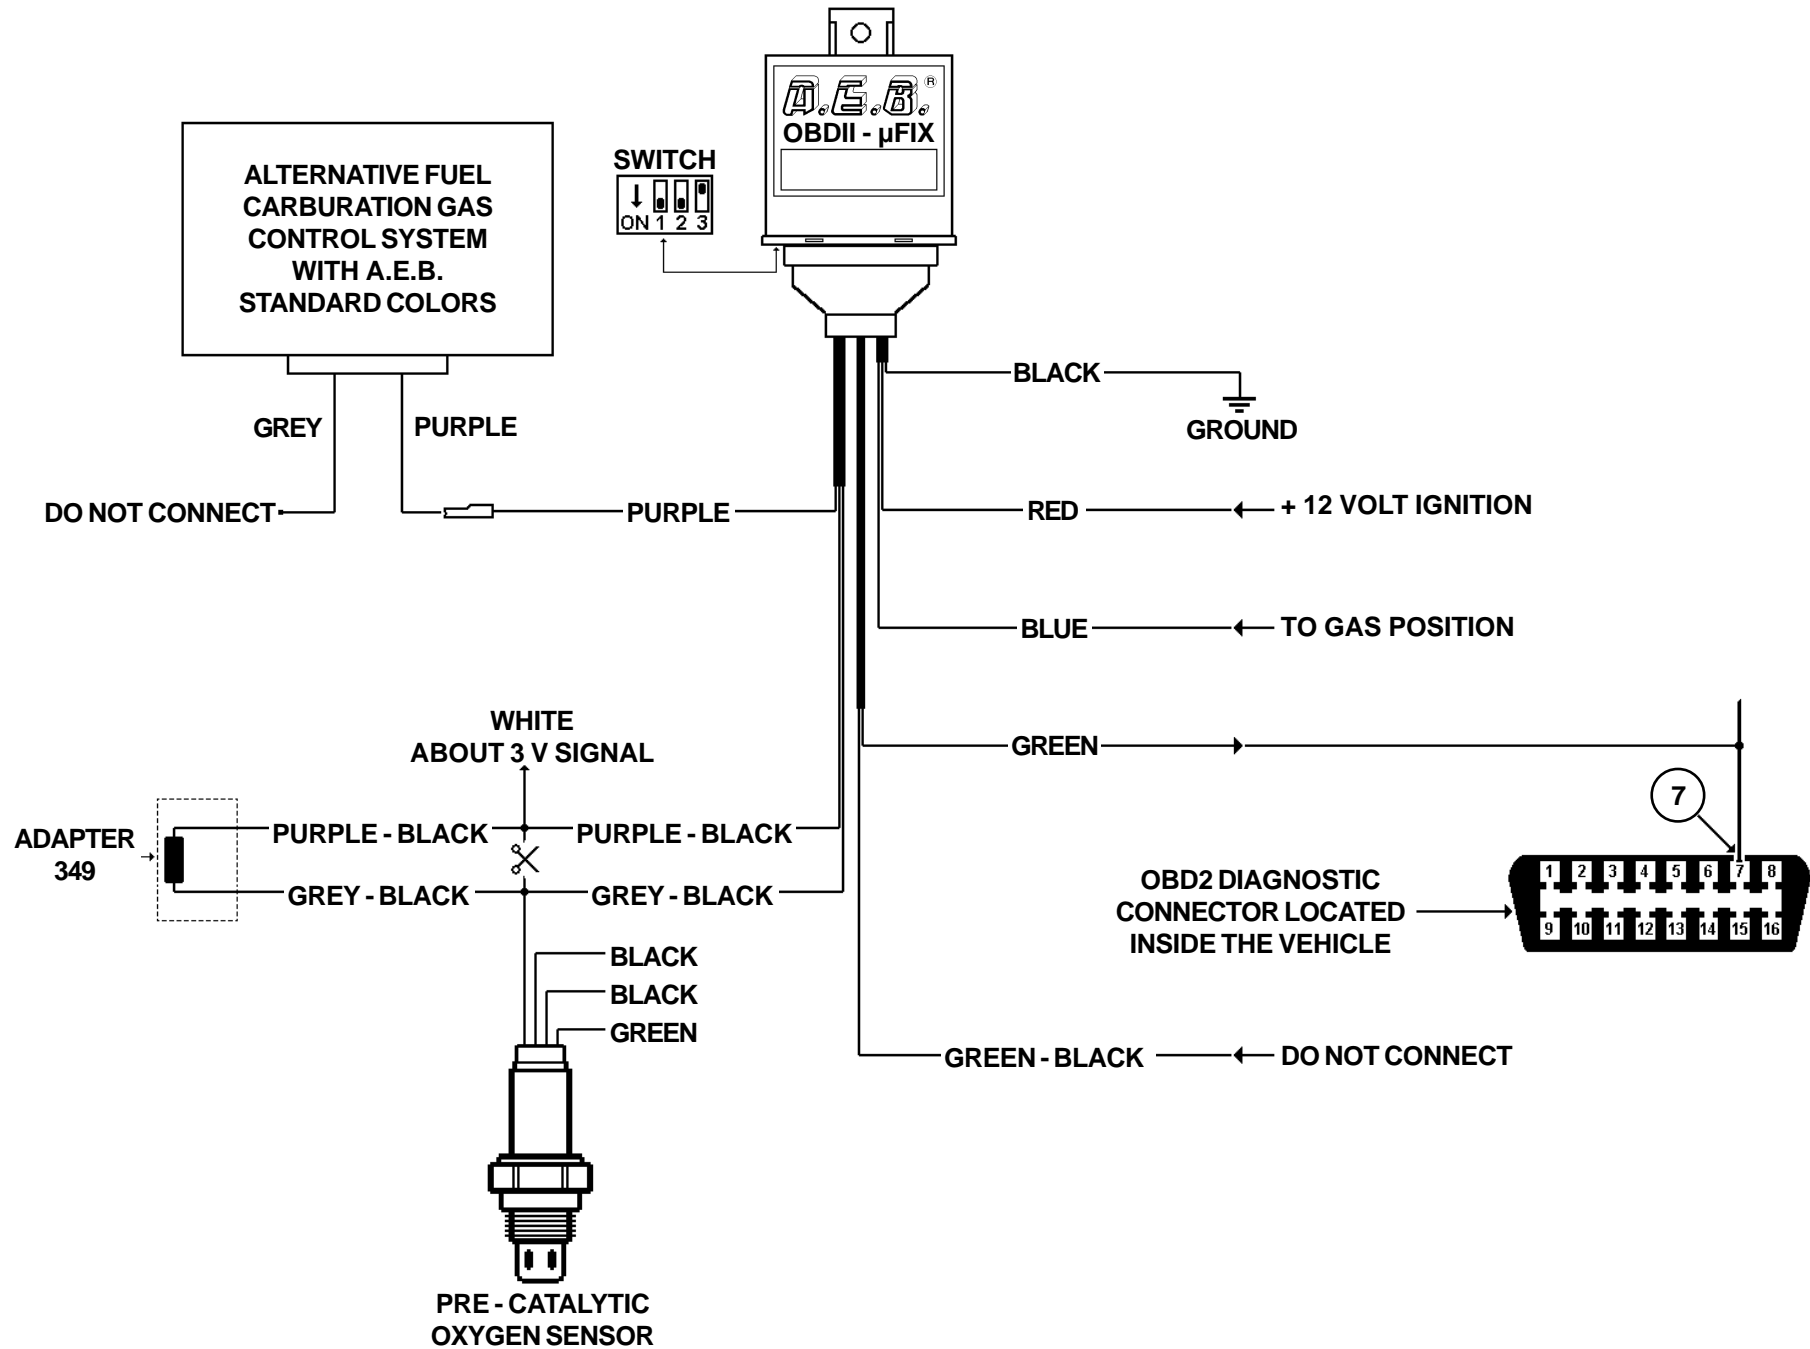 A.E.B.®
OBDII - µFIX
SWITCH
ON 1 2 3
ALTERNATIVE FUEL
CARBURATION GAS
CONTROL SYSTEM
WITH A.E.B.
STANDARD COLORS
GREY
PURPLE
DO NOT CONNECT
PURPLE
BLACK
GROUND
RED
+ 12 VOLT IGNITION
BLUE
TO GAS POSITION
WHITE
ABOUT 3 V SIGNAL
GREEN
7
ADAPTER
349
PURPLE - BLACK
PURPLE - BLACK
GREY - BLACK
GREY - BLACK
OBD2 DIAGNOSTIC
CONNECTOR LOCATED
INSIDE THE VEHICLE
1 2 3 4 5 6 7 8
9 10 11 12 13 14 15 16
BLACK
BLACK
GREEN
GREEN - BLACK
DO NOT CONNECT
PRE - CATALYTIC
OXYGEN SENSOR